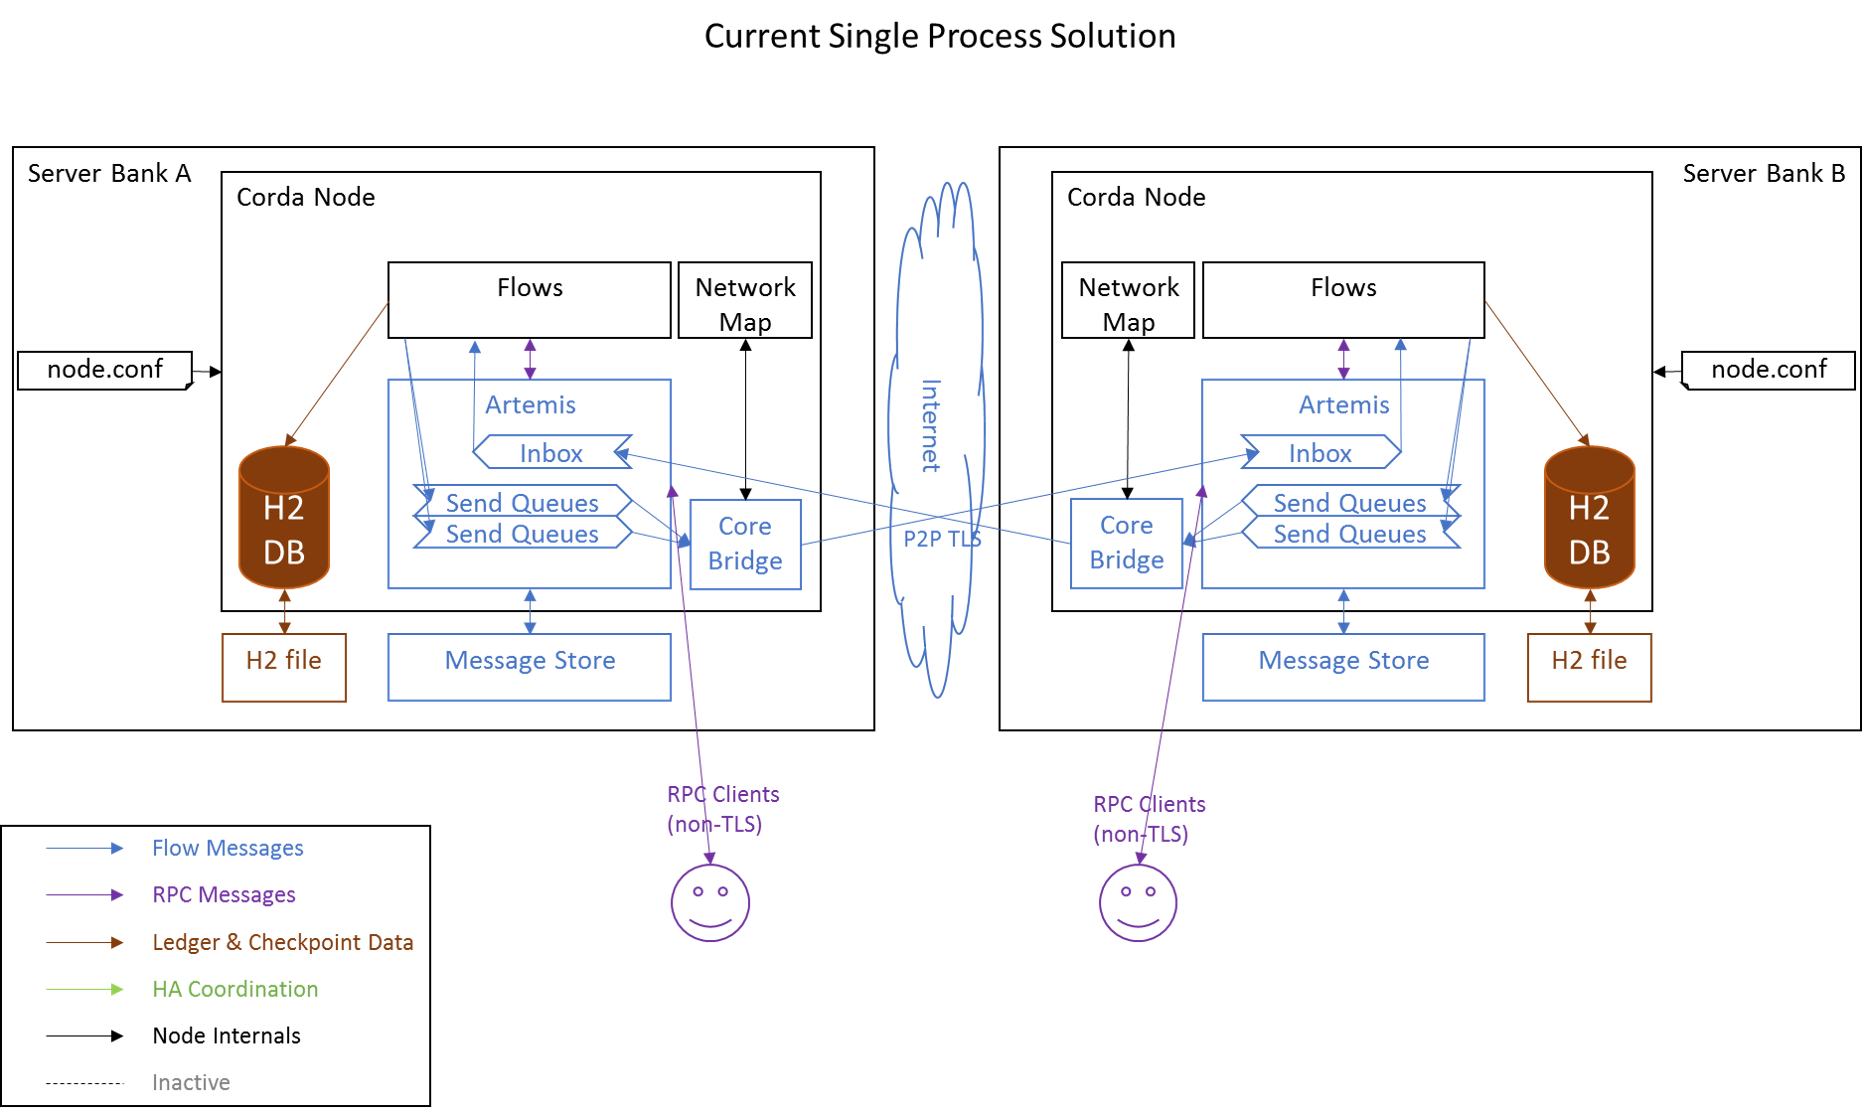 Current Single Process Solution
Server Bank A
Corda Node
Flows
Network
Map
node.conf
Artemis
Inbox
Send Queues
Send Queues
Core
Bridge
H2
DB
H2 file
Message Store
Internet
P2P TLS
Server Bank B
Corda Node
Network
Map
Flows
node.conf
Artemis
Inbox
Send Queues
Send Queues
Core
Bridge
H2
DB
Message Store
H2 file
RPC Clients
(non-TLS)
RPC Clients
(non-TLS)
Flow Messages
RPC Messages
Ledger & Checkpoint Data
HA Coordination
Node Internals
Inactive